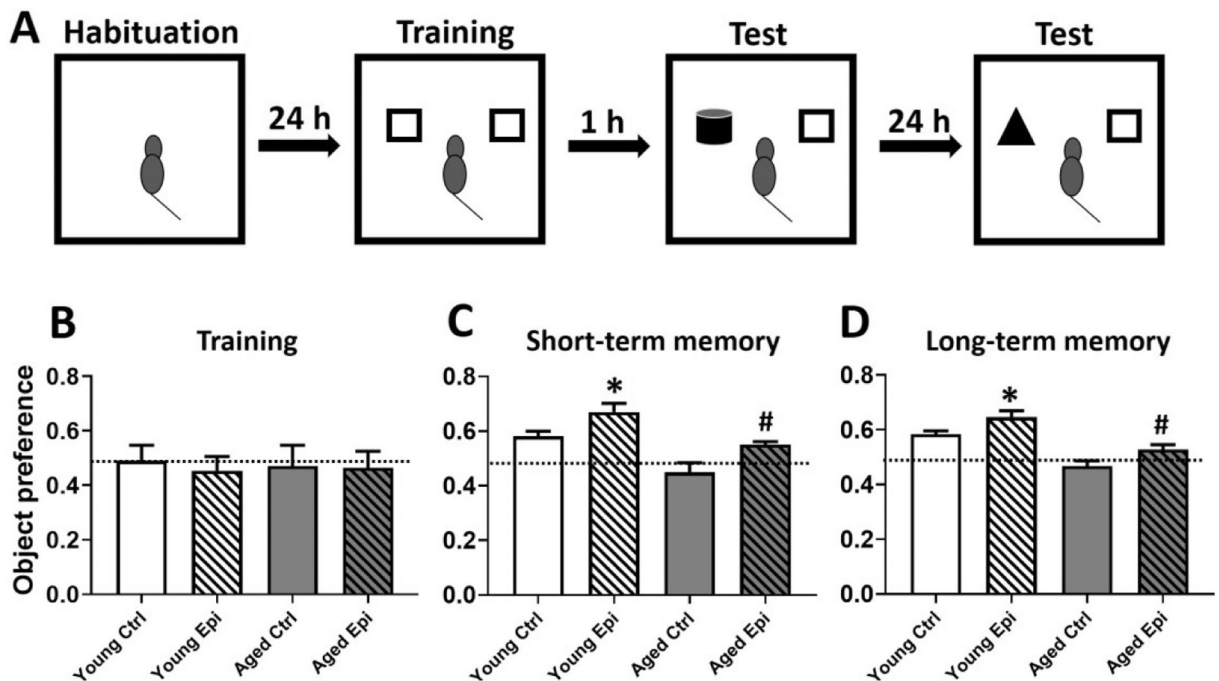 A
Habituation
Training
Test
Test
24 h
1 h
24 h
B
Training
C
Short-term memory
D
Long-term memory
Object preference
0.8
0.6
0.4
0.2
0.0
Young Ctrl
Young Epi
Aged Ctrl
Aged Epi
0.8
0.6
0.4
0.2
0.0
*
#
Young Ctrl
Young Epi
Aged Ctrl
Aged Epi
0.8
0.6
0.4
0.2
0.0
*
#
Young Ctrl
Young Epi
Aged Ctrl
Aged Epi